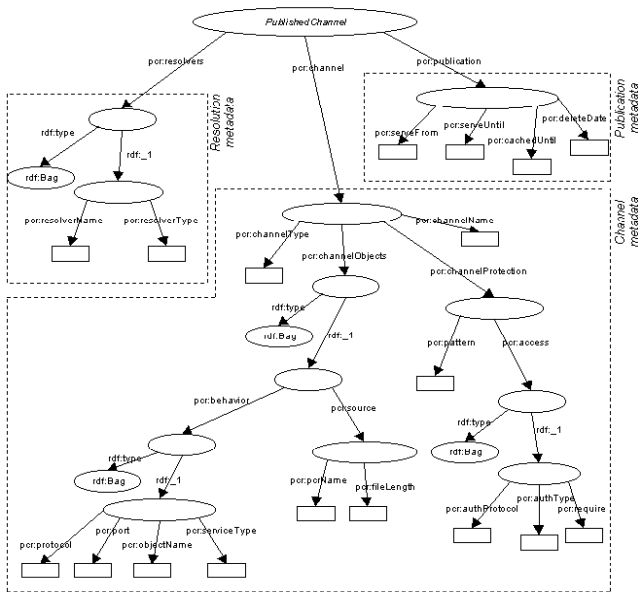 PublishedChannel
pcr:resolvers
pcr:channel
pcr:publication
Resolution
metadata
Publication
metadata
rdf:type
rdf:_1
rdf:Bag
pcr:resolverName
pcr:resolverType
pcr:serveFrom
pcr:serveUntil
pcr:cachedUntil
pcr:deleteDate
Channel
metadata
pcr:channelType
pcr:channelName
pcr:channelObjects
pcr:channelProtection
rdf:type
rdf:Bag
rdf:_1
pcr:pattern
pcr:access
pcr:behavior
pcr:source
rdf:type
rdf:_1
rdf:Bag
rdf:type
rdf:_1
rdf:Bag
pcr:pcrName
pcr:fileLength
pcr:protocol
pcr:port
pcr:objectName
pcr:serviceType
pcr:authProtocol
pcr:authType
pcr:require